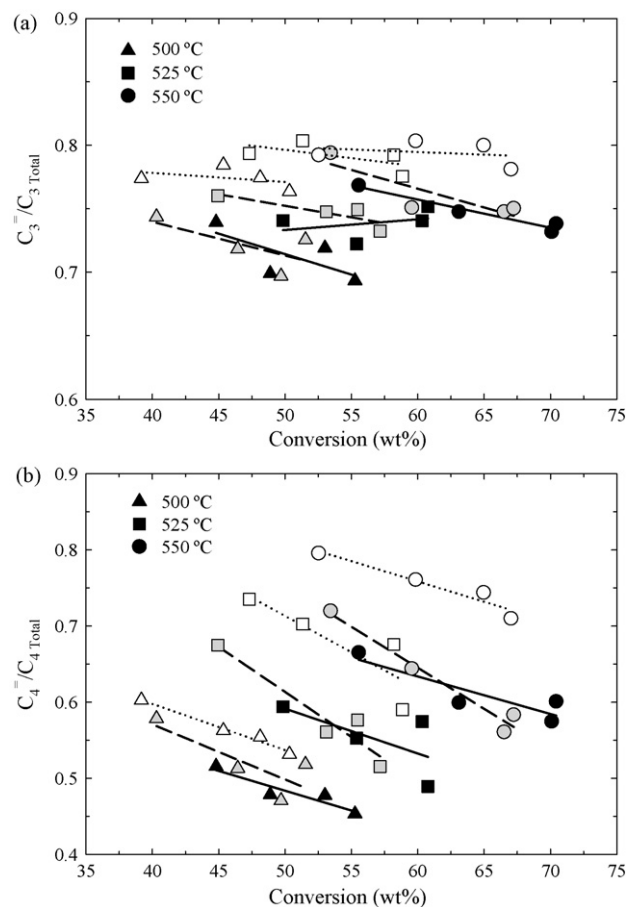 (a)
0.9
▲ 500 ºC
■ 525 ºC
● 550 ºC
0.8
C3=/C3 Total
0.7
0.6
35 40 45 50 55 60 65 70 75
Conversion (wt%)
(b)
0.9
▲ 500 ºC
■ 525 ºC
● 550 ºC
0.8
0.7
C4=/C4 Total
0.6
0.5
0.4
35 40 45 50 55 60 65 70 75
Conversion (wt%)